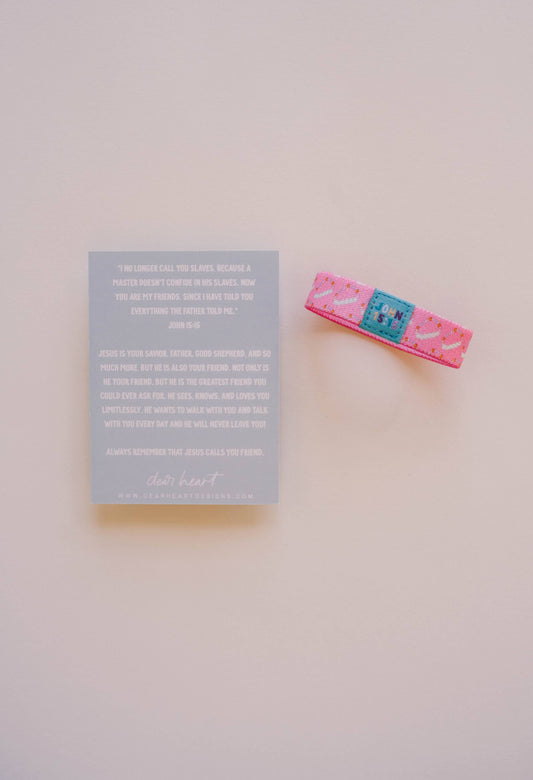 "I NO LONGER CALL YOU SLAVES, BECAUSE A
MASTER DOESN'T CONFIDE IN HIS SLAVES. NOW
YOU ARE MY FRIENDS, SINCE I HAVE TOLD YOU
EVERYTHING THE FATHER TOLD ME."
JOHN 15:15
JESUS IS YOUR SAVIOR, FATHER, GOOD SHEPHERD, AND SO
MUCH MORE. BUT HE IS ALSO YOUR FRIEND. NOT ONLY IS
HE YOUR FRIEND, BUT HE IS THE GREATEST FRIEND YOU
COULD EVER ASK FOR. HE SEES, KNOWS, AND LOVES YOU
LIMITLESSLY. HE WANTS TO WALK WITH YOU AND TALK
WITH YOU EVERY DAY AND HE WILL NEVER LEAVE YOU!
ALWAYS REMEMBER THAT JESUS CALLS YOU FRIEND.
dear heart
WWW.DEARHEARTDESIGNS.COM
JOHN
15:15